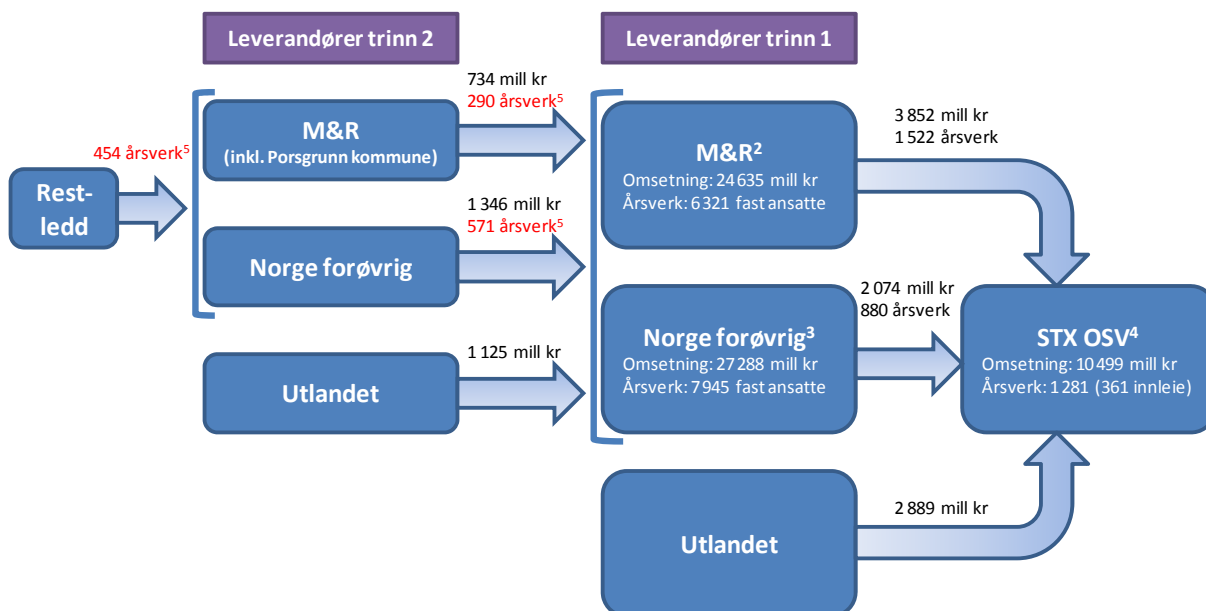 Leverandører trinn 2
Leverandører trinn 1
454 årsverk⁵
Rest-
ledd
M&R
(inkl. Porsgrunn kommune)
734 mill kr
290 årsverk⁵
Norge forøvrig
1 346 mill kr
571 årsverk⁵
Utlandet
1 125 mill kr
M&R²
Omsetning: 24 635 mill kr
Årsverk: 6 321 fast ansatte
3 852 mill kr
1 522 årsverk
Norge forøvrig³
Omsetning: 27 288 mill kr
Årsverk: 7 945 fast ansatte
2 074 mill kr
880 årsverk
STX OSV⁴
Omsetning: 10 499 mill kr
Årsverk: 1 281 (361 innleie)
Utlandet
2 889 mill kr